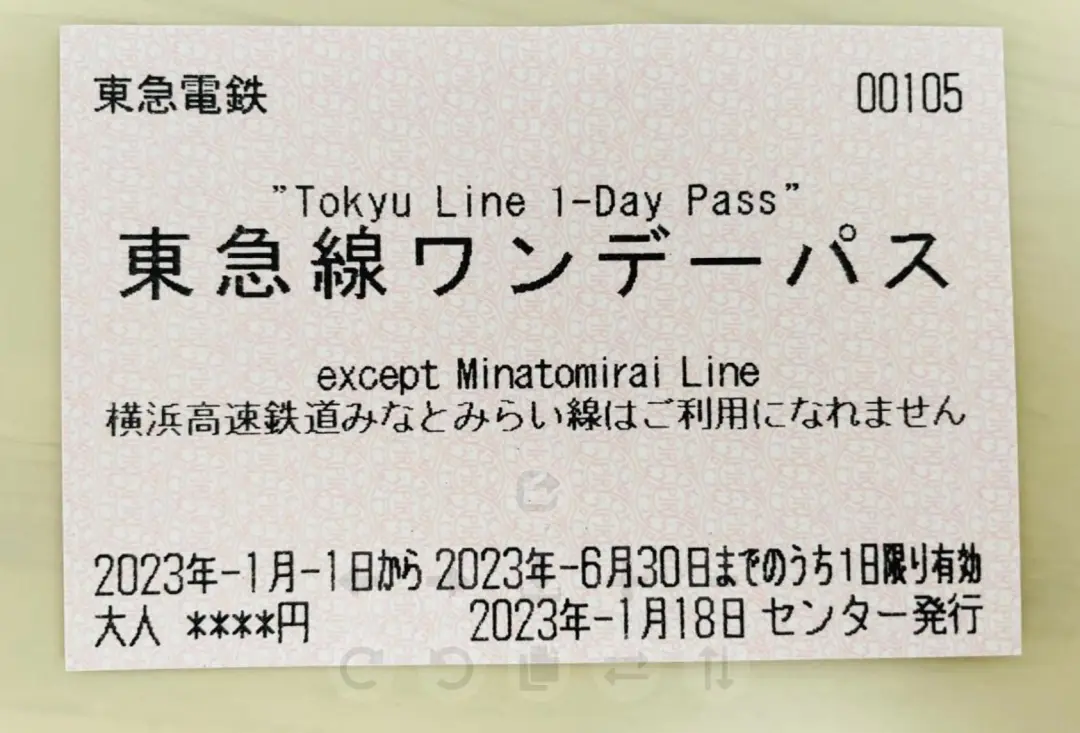 東急電鉄 00105
"Tokyu Line 1-Day Pass"
東急線ワンデーパス
except Minatomirai Line
横浜高速鉄道みなとみらい線はご利用になれません
2023年-1月-1日から 2023年-6月30日までのうち1日限り有効
大人 ****円 2023年-1月18日 センター発行